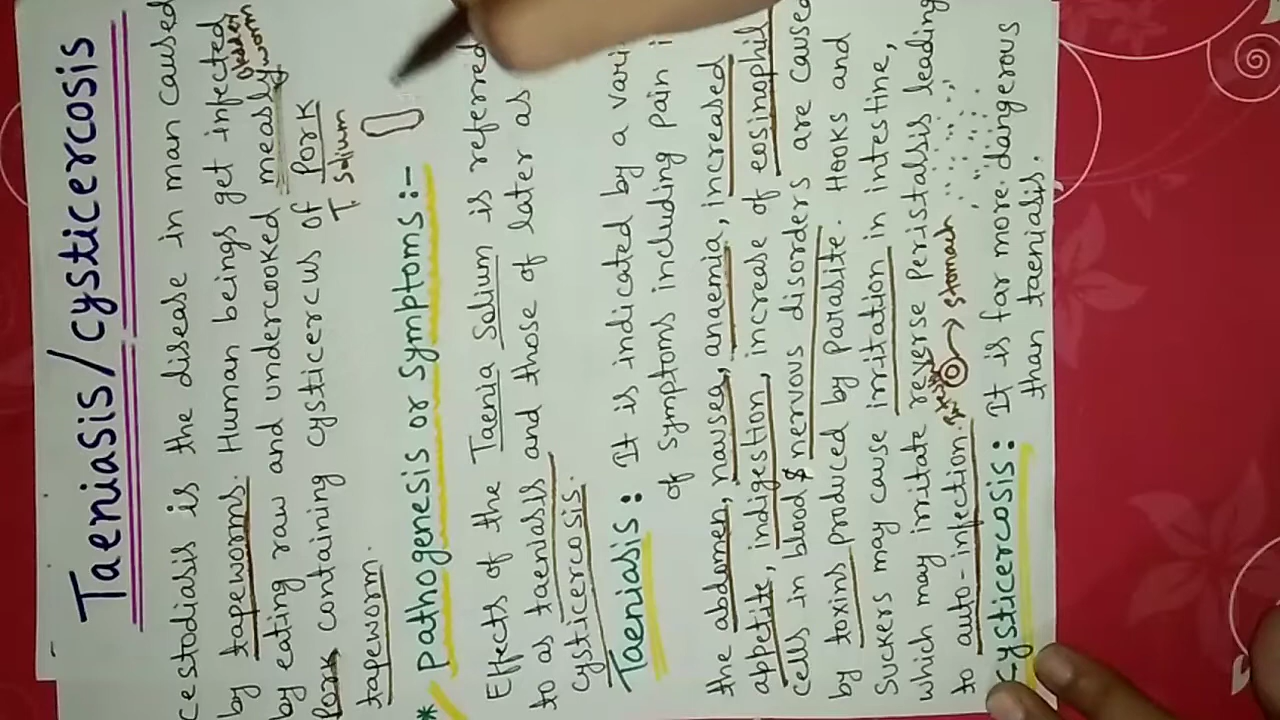 Taeniasis/cysticercosis
cestodiasis is the disease in man caused
by tapeworms. Human beings get infected
by eating raw and undercooked measly
bladder worm
Pork containing cysticercus of Pork
T. Solium
tapeworm.
* Pathogenesis or symptoms:-
Effects of the Taenia Solium is referred
to as taeniasis and those of later as
cysticercosis.
Taeniasis: It is indicated by a vari
of symptoms including pain i
the abdomen, nausea, anaemia, increased
appetite, indigestion, increase of eosinophil
cells in blood & nervous disorders are cause
by toxins produced by parasite. Hooks and
Suckers may cause irritation in intestine,
which may irritate reverse Peristalsis leading
to auto-infection. → stomach
cysticercosis: It is far more dangerous
than taeniasis.